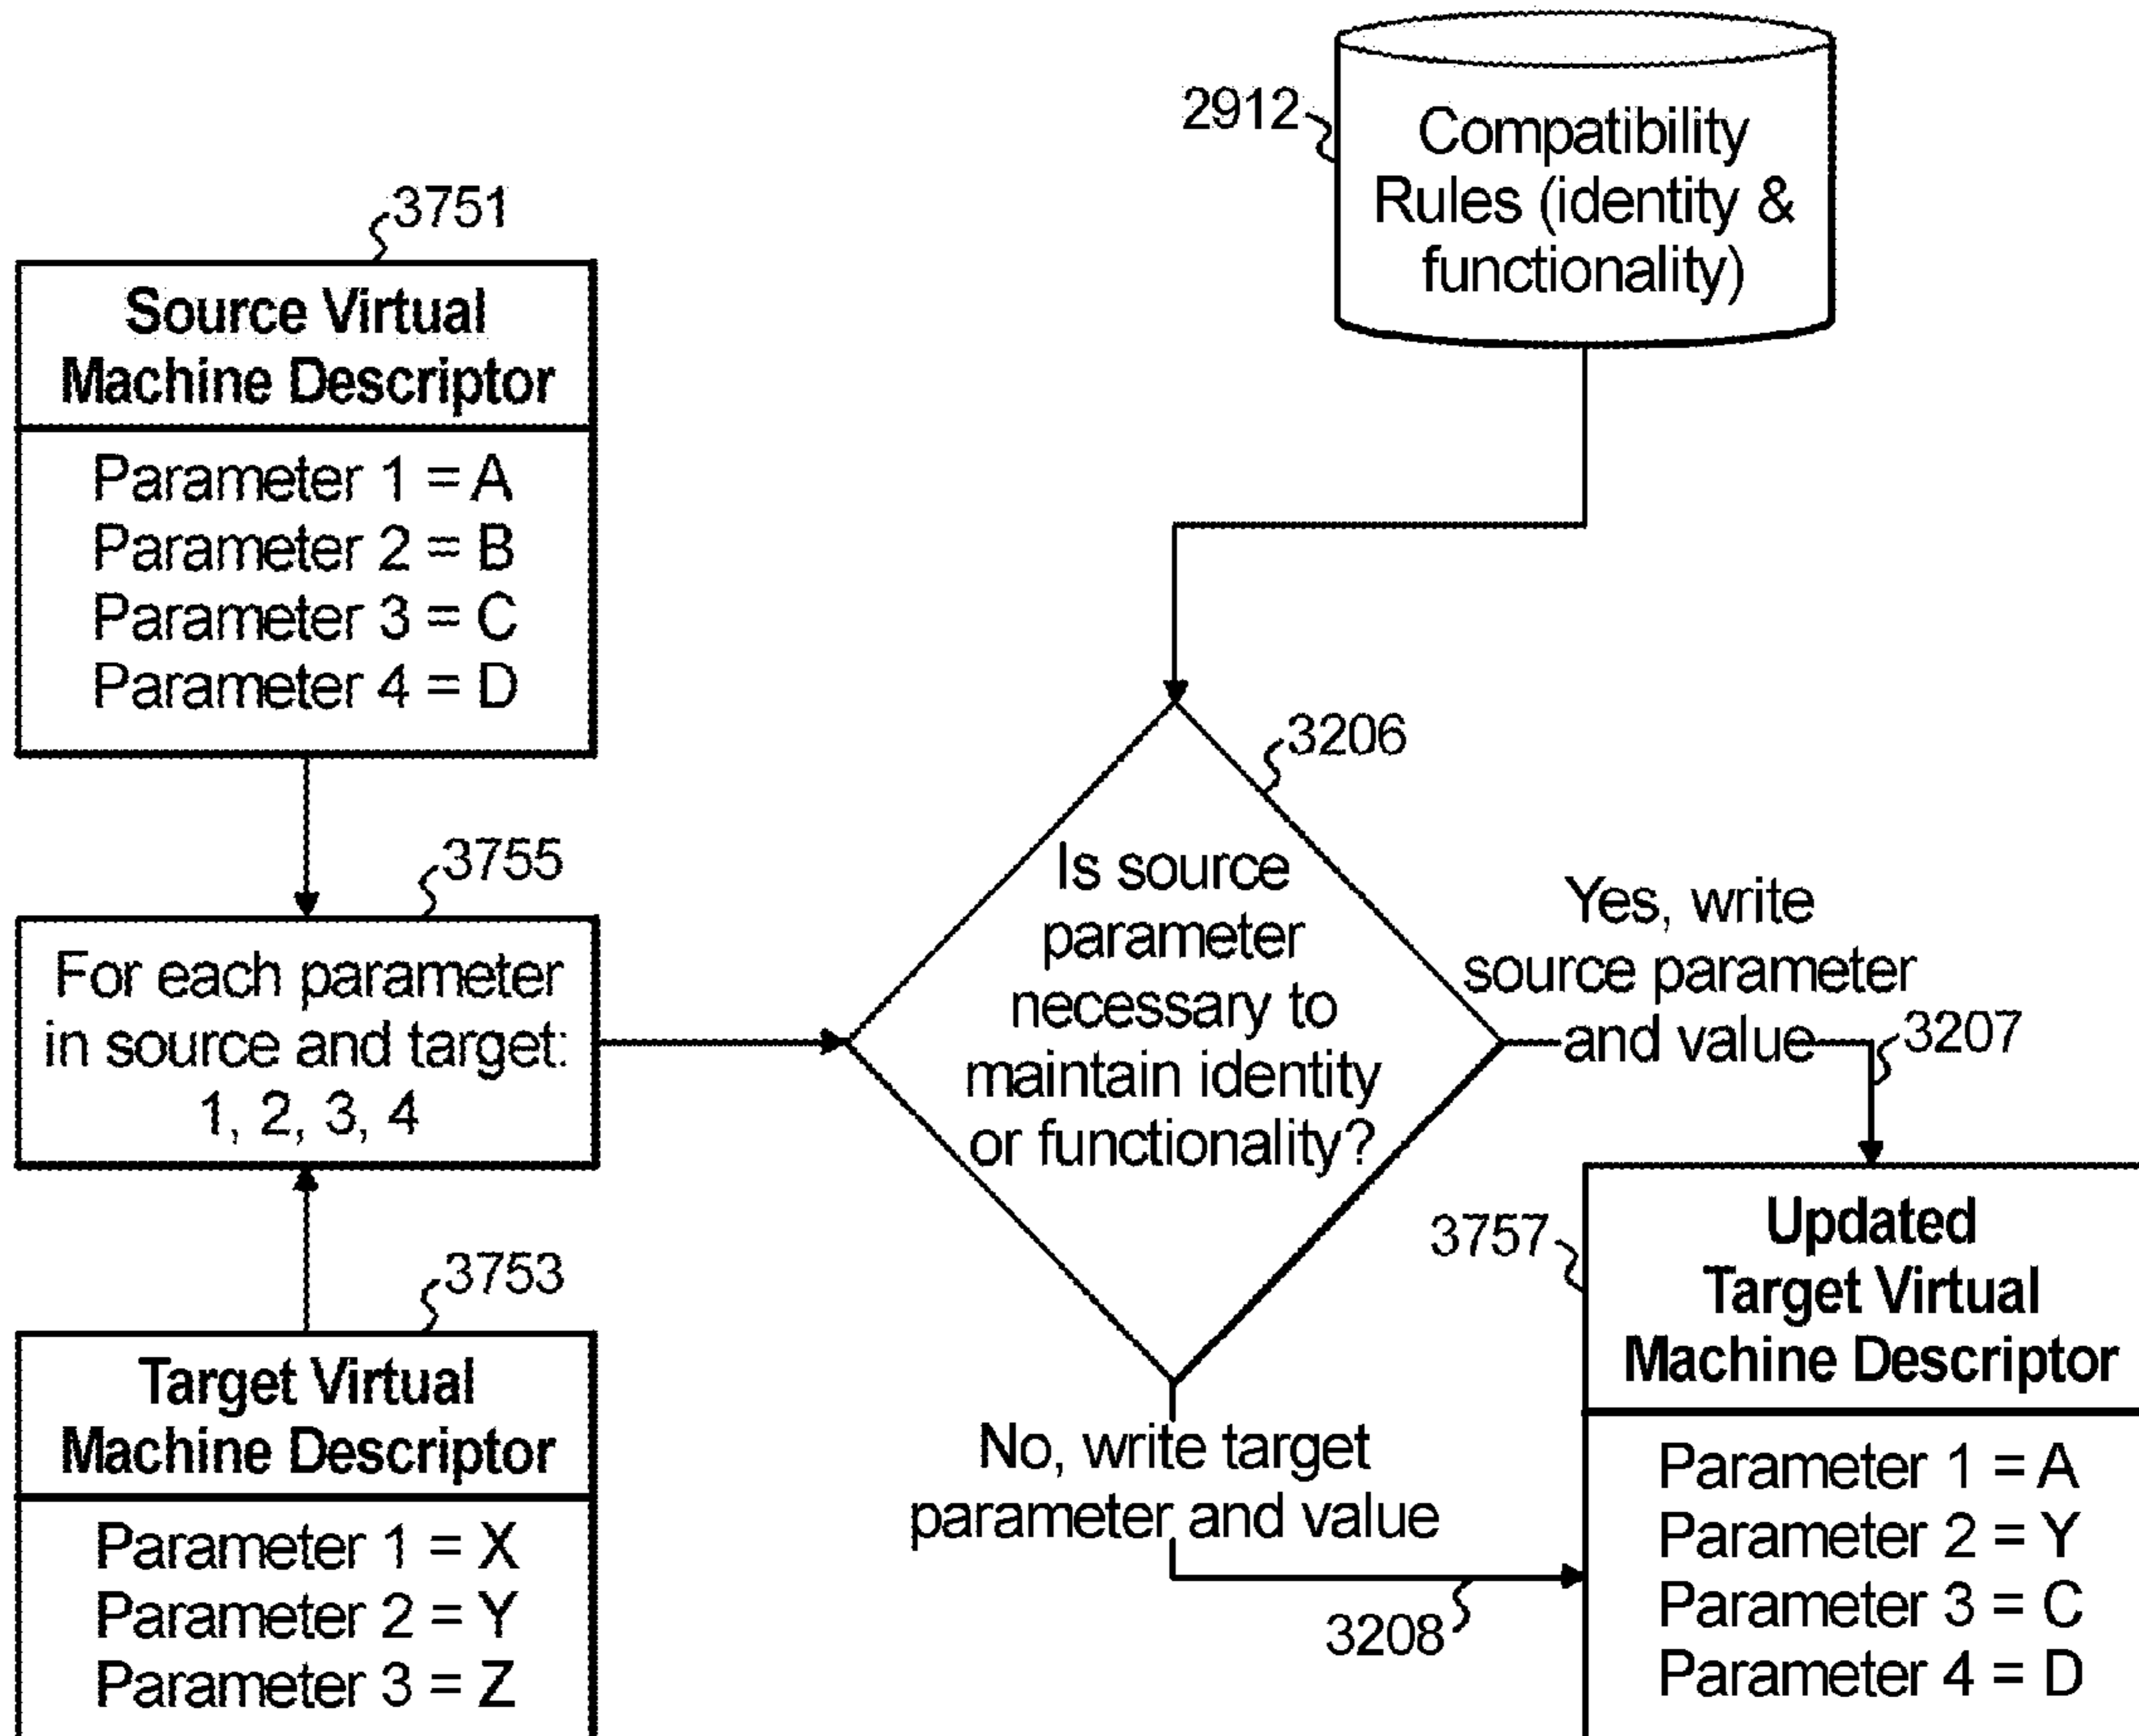 2912
Compatibility
Rules (identity &
functionality)
3751
Source Virtual
Machine Descriptor
Parameter 1 = A
Parameter 2 = B
Parameter 3 = C
Parameter 4 = D
3755
For each parameter
in source and target:
1, 2, 3, 4
3753
Target Virtual
Machine Descriptor
Parameter 1 = X
Parameter 2 = Y
Parameter 3 = Z
3206
Is source
parameter
necessary to
maintain identity
or functionality?
Yes, write
source parameter
and value
3207
No, write target
parameter and value
3208
3757
Updated
Target Virtual
Machine Descriptor
Parameter 1 = A
Parameter 2 = Y
Parameter 3 = C
Parameter 4 = D